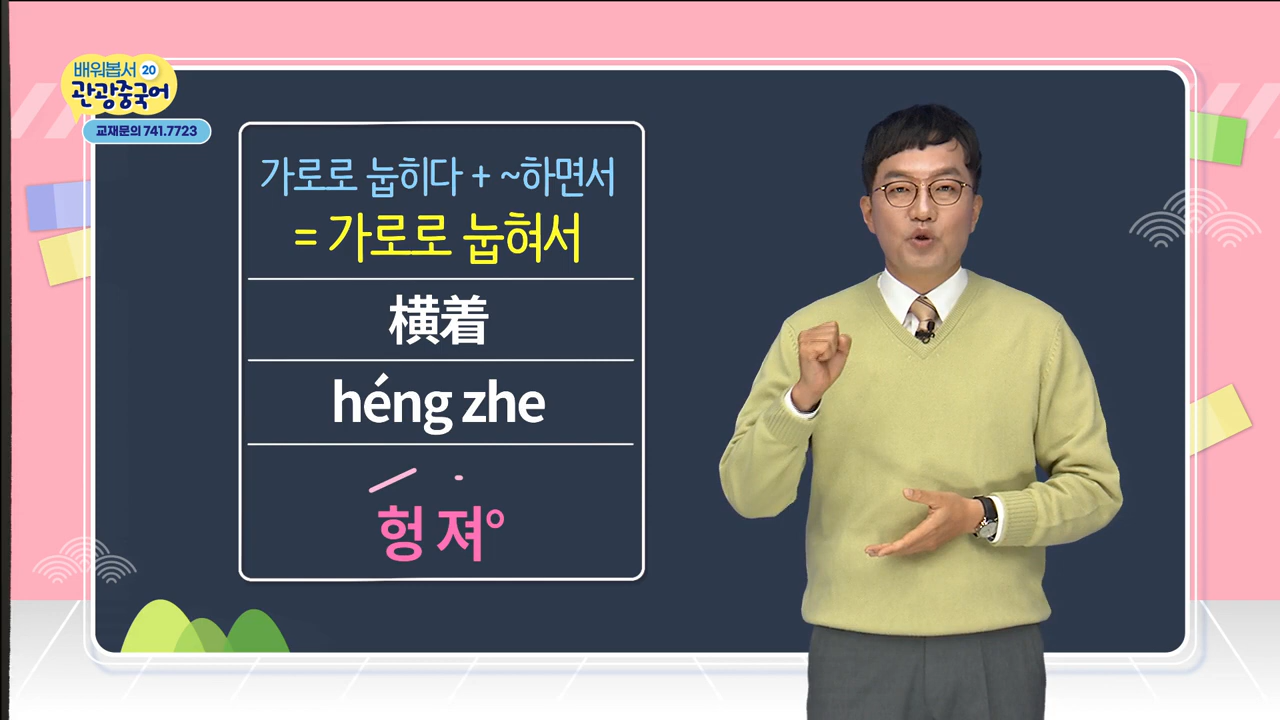 배워봅서 20
관광중국어
교재문의 741.7723
가로로 눕히다 + ~하면서
= 가로로 눕혀서
横着
héng zhe
헝 져°